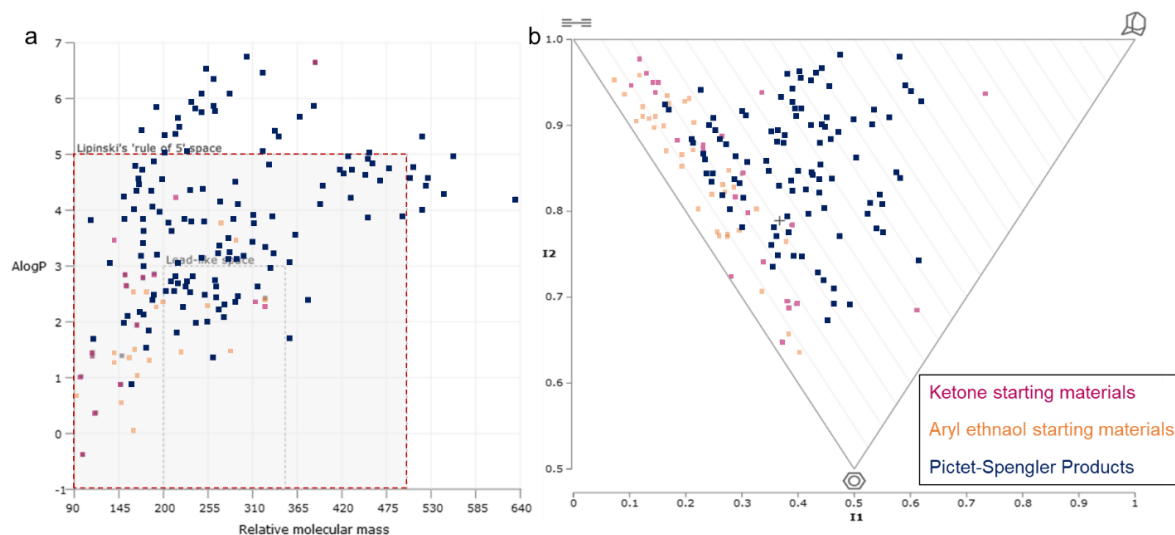 a
7
6
5
4
3
2
1
0
-1
AlogP
Lipinski's 'rule of 5' space
Lead-like space
90 145 200 255 310 365 420 475 530 585 640
Relative molecular mass
b
1.0
0.9
0.8
0.7
0.6
0.5
I2
0 0.1 0.2 0.3 0.4 0.5 0.6 0.7 0.8 0.9 1
I1
Ketone starting materials
Aryl ethnaol starting materials
Pictet-Spengler Products